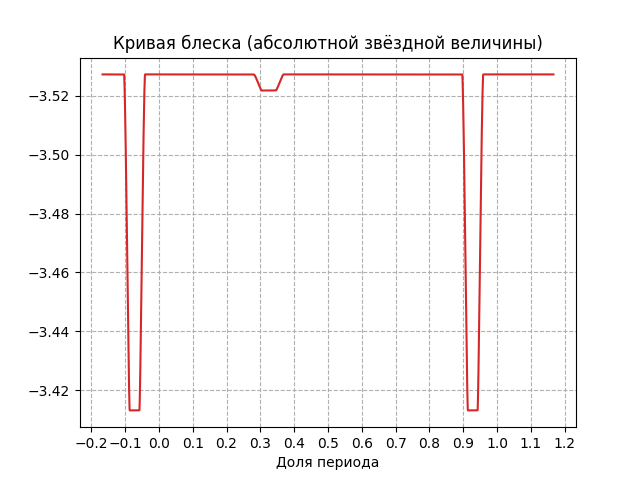 Кривая блеска (абсолютной звёздной величины)
−3.52
−3.50
−3.48
−3.46
−3.44
−3.42
−0.2 −0.1 0.0 0.1 0.2 0.3 0.4 0.5 0.6 0.7 0.8 0.9 1.0 1.1 1.2
Доля периода